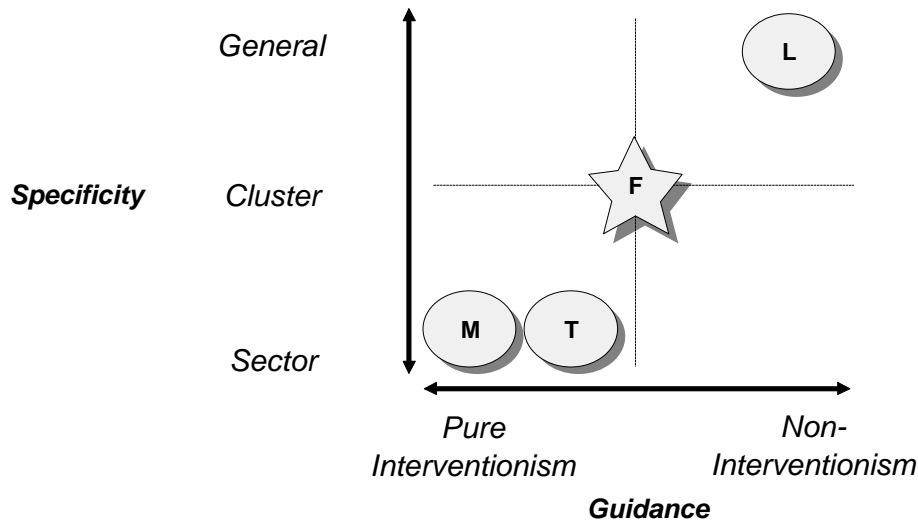 General
L
Specificity
Cluster
F
M
T
Sector
Pure
Interventionism
Non-
Interventionism
Guidance